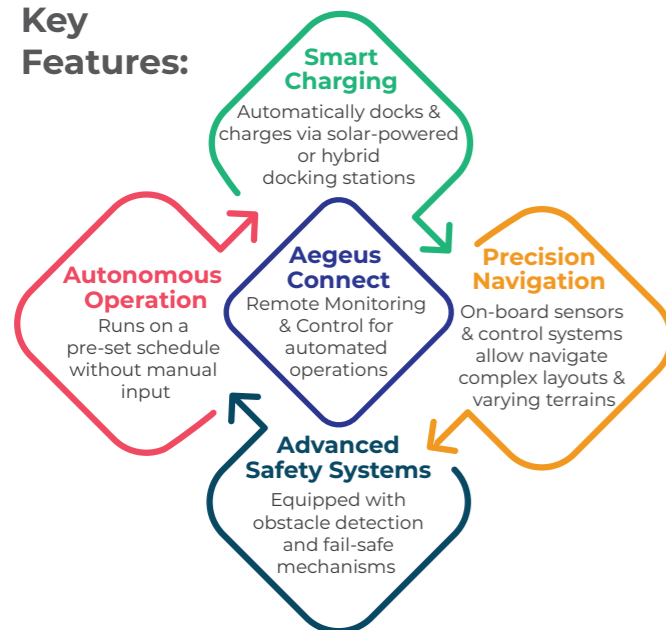 Key
Features:
Smart
Charging
Automatically docks &
charges via solar-powered
or hybrid
docking stations
Autonomous
Operation
Runs on a
pre-set schedule
without manual
input
Aegeus
Connect
Remote Monitoring
& Control for
automated
operations
Precision
Navigation
On-board sensors
& control systems
allow navigate
complex layouts &
varying terrains
Advanced
Safety Systems
Equipped with
obstacle detection
and fail-safe
mechanisms